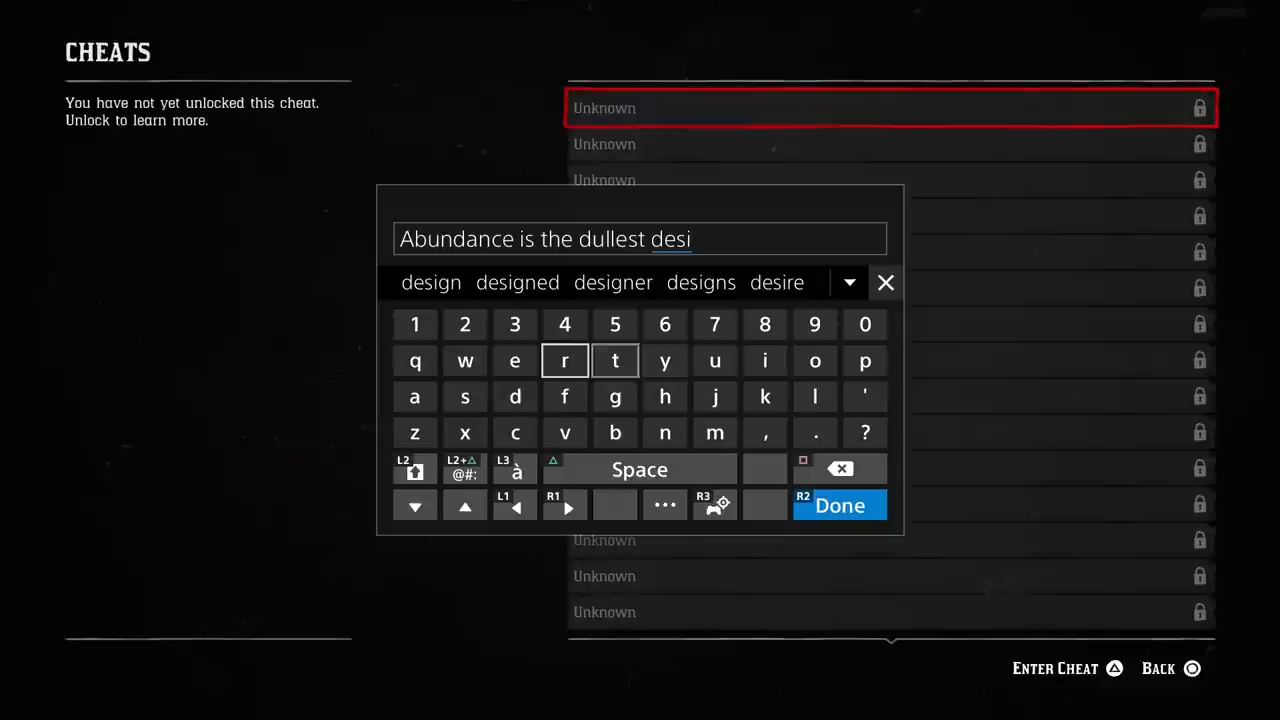 CHEATS
You have not yet unlocked this cheat.
Unlock to learn more.
Unknown
Unknown
Unknown
Abundance is the dullest desi
design designed designer designs desire
1 2 3 4 5 6 7 8 9 0
q w e r t y u i o p
a s d f g h j k l '
z x c v b n m , . ?
L2 L2+△ @#: L3 à △ Space
L1 R1 ... R3 R2 Done
Unknown
Unknown
Unknown
ENTER CHEAT BACK